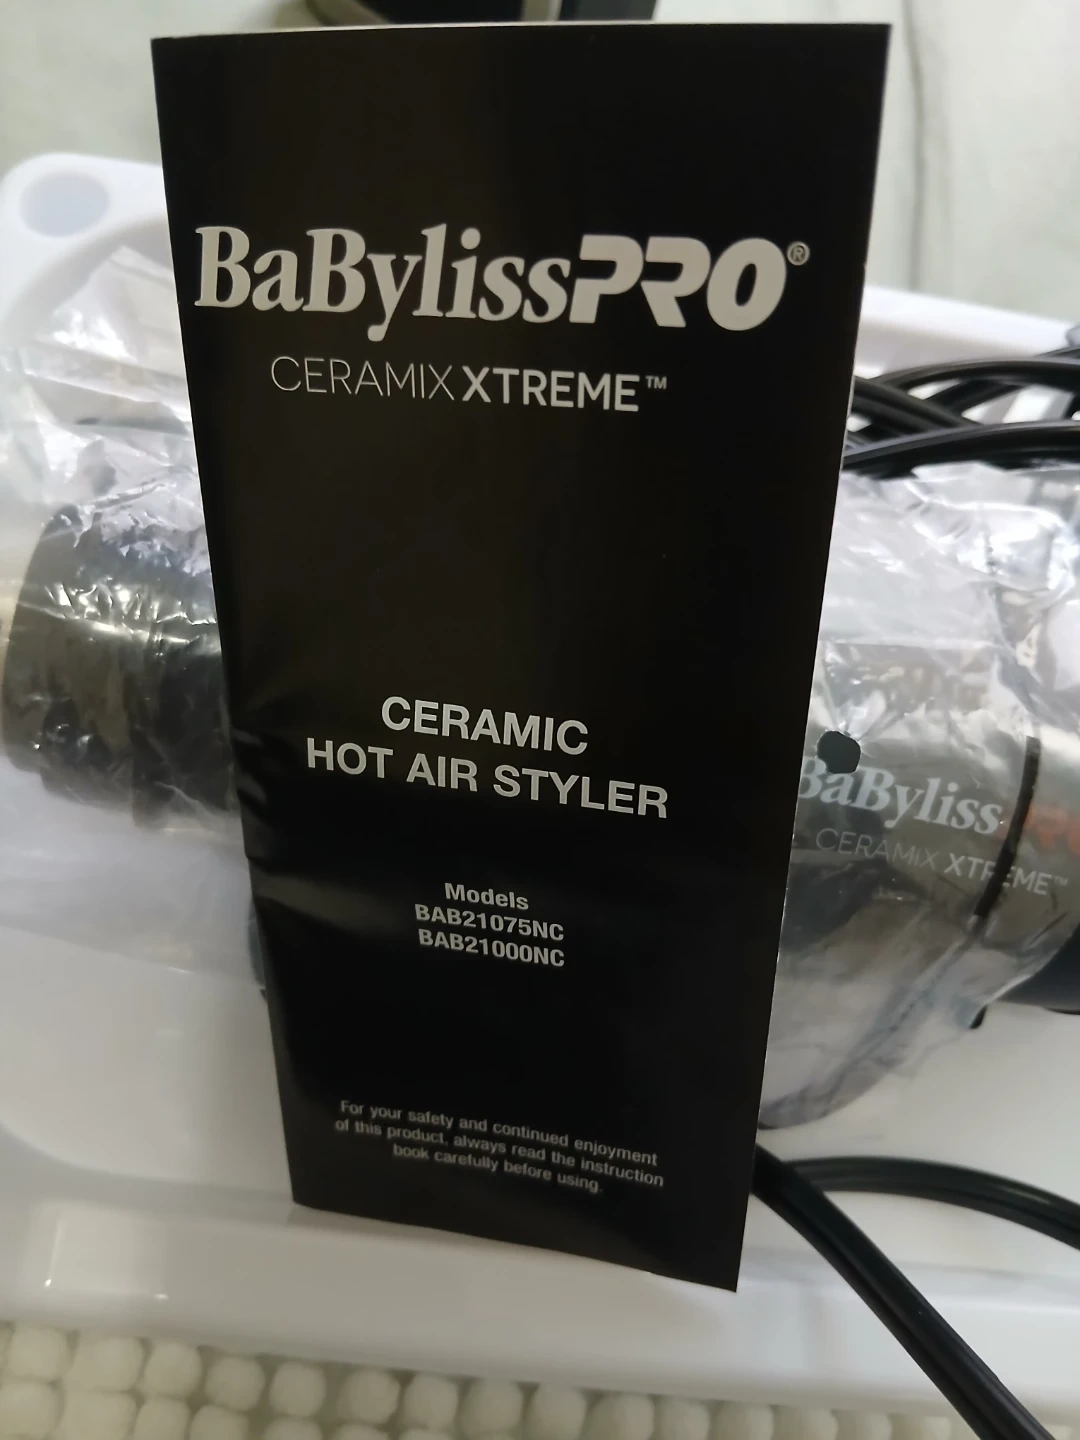 BaBylissPRO®
CERAMIX XTREME™
CERAMIC
HOT AIR STYLER
Models
BAB21075NC
BAB21000NC
For your safety and continued enjoyment
of this product, always read the instruction
book carefully before using.
BaBylissPRO
CERAMIX XTREME™